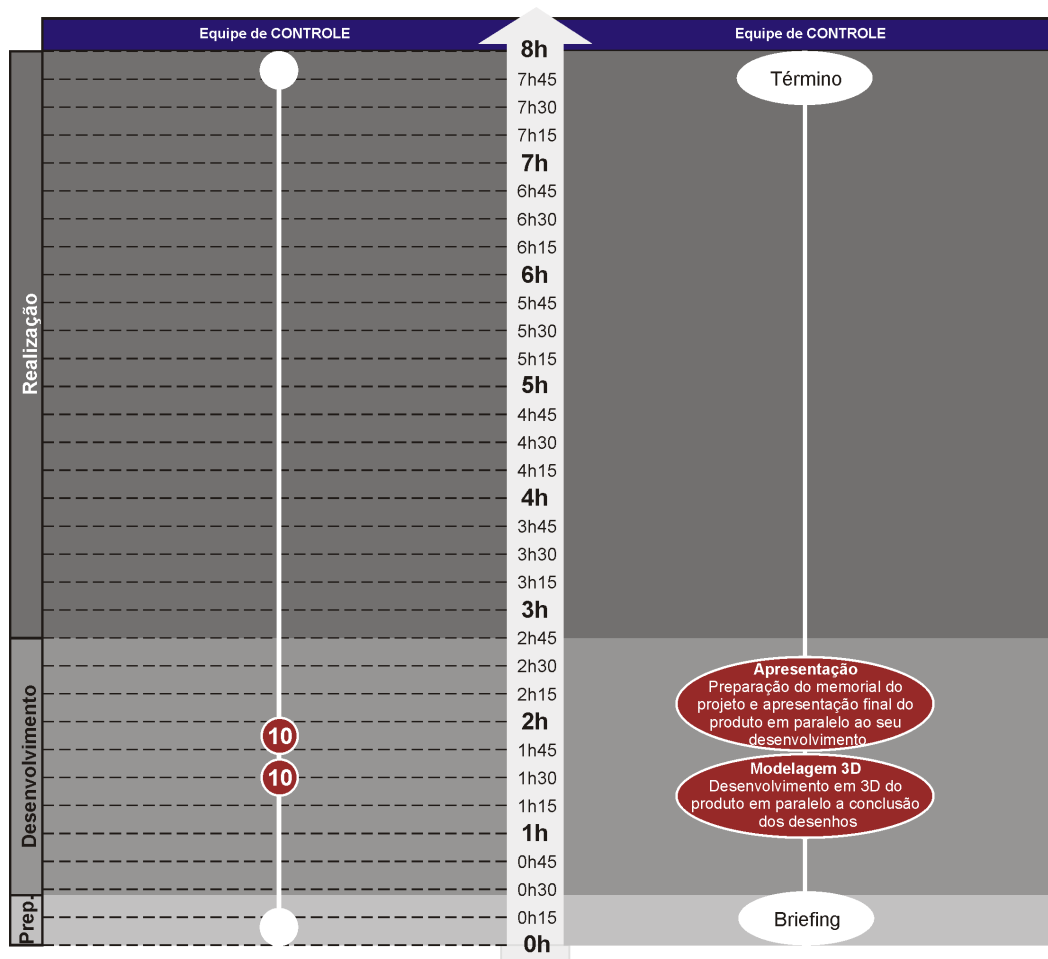 Equipe de CONTROLE
Equipe de CONTROLE
8h
7h45
7h30
7h15
7h
6h45
6h30
6h15
6h
5h45
5h30
5h15
5h
4h45
4h30
4h15
4h
3h45
3h30
3h15
3h
2h45
2h30
2h15
2h
1h45
1h30
1h15
1h
0h45
0h30
0h15
0h
Realização
Desenvolvimento
Prep.
10
10
Término
Apresentação
Preparação do memorial do
projeto e apresentação final do
produto em paralelo ao seu
desenvolvimento
Modelagem 3D
Desenvolvimento em 3D do
produto em paralelo a conclusão
dos desenhos
Briefing